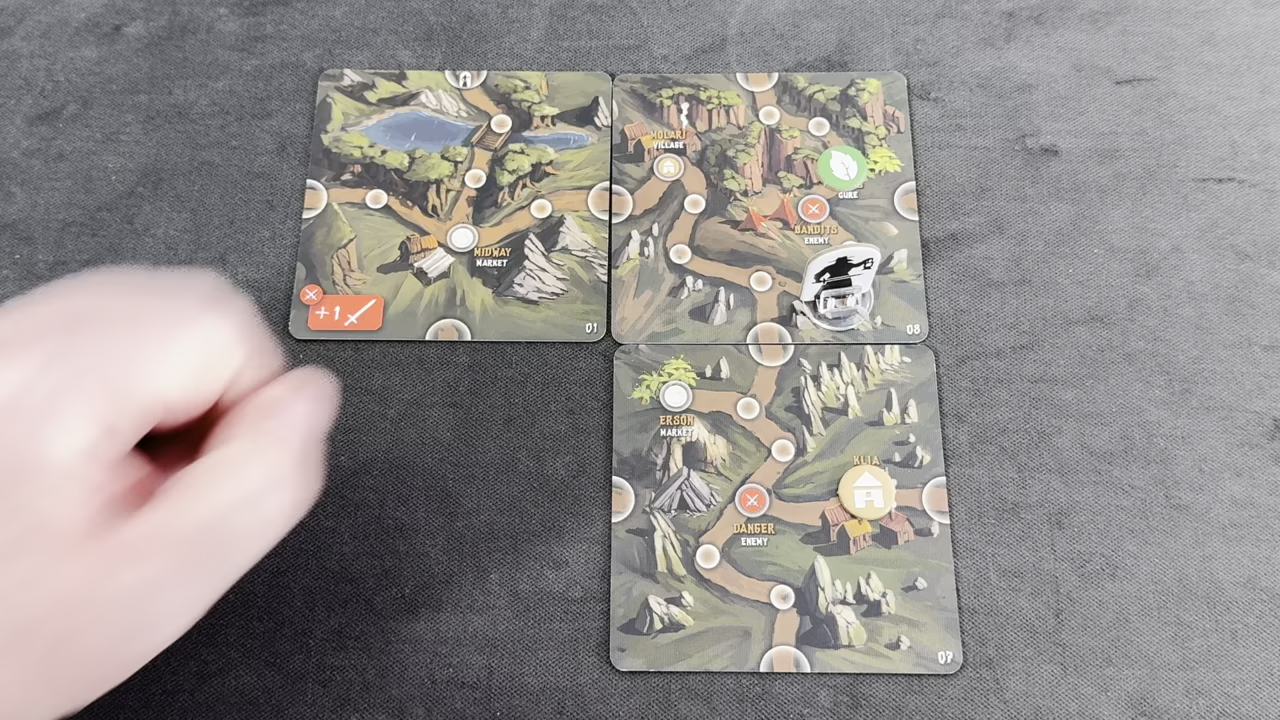 MIDWAY
MARKET
+1
01
MOLARI
VILLAGE
CURE
BANDITS
ENEMY
08
ERSON
MARKET
KLIA
DANGER
ENEMY
07